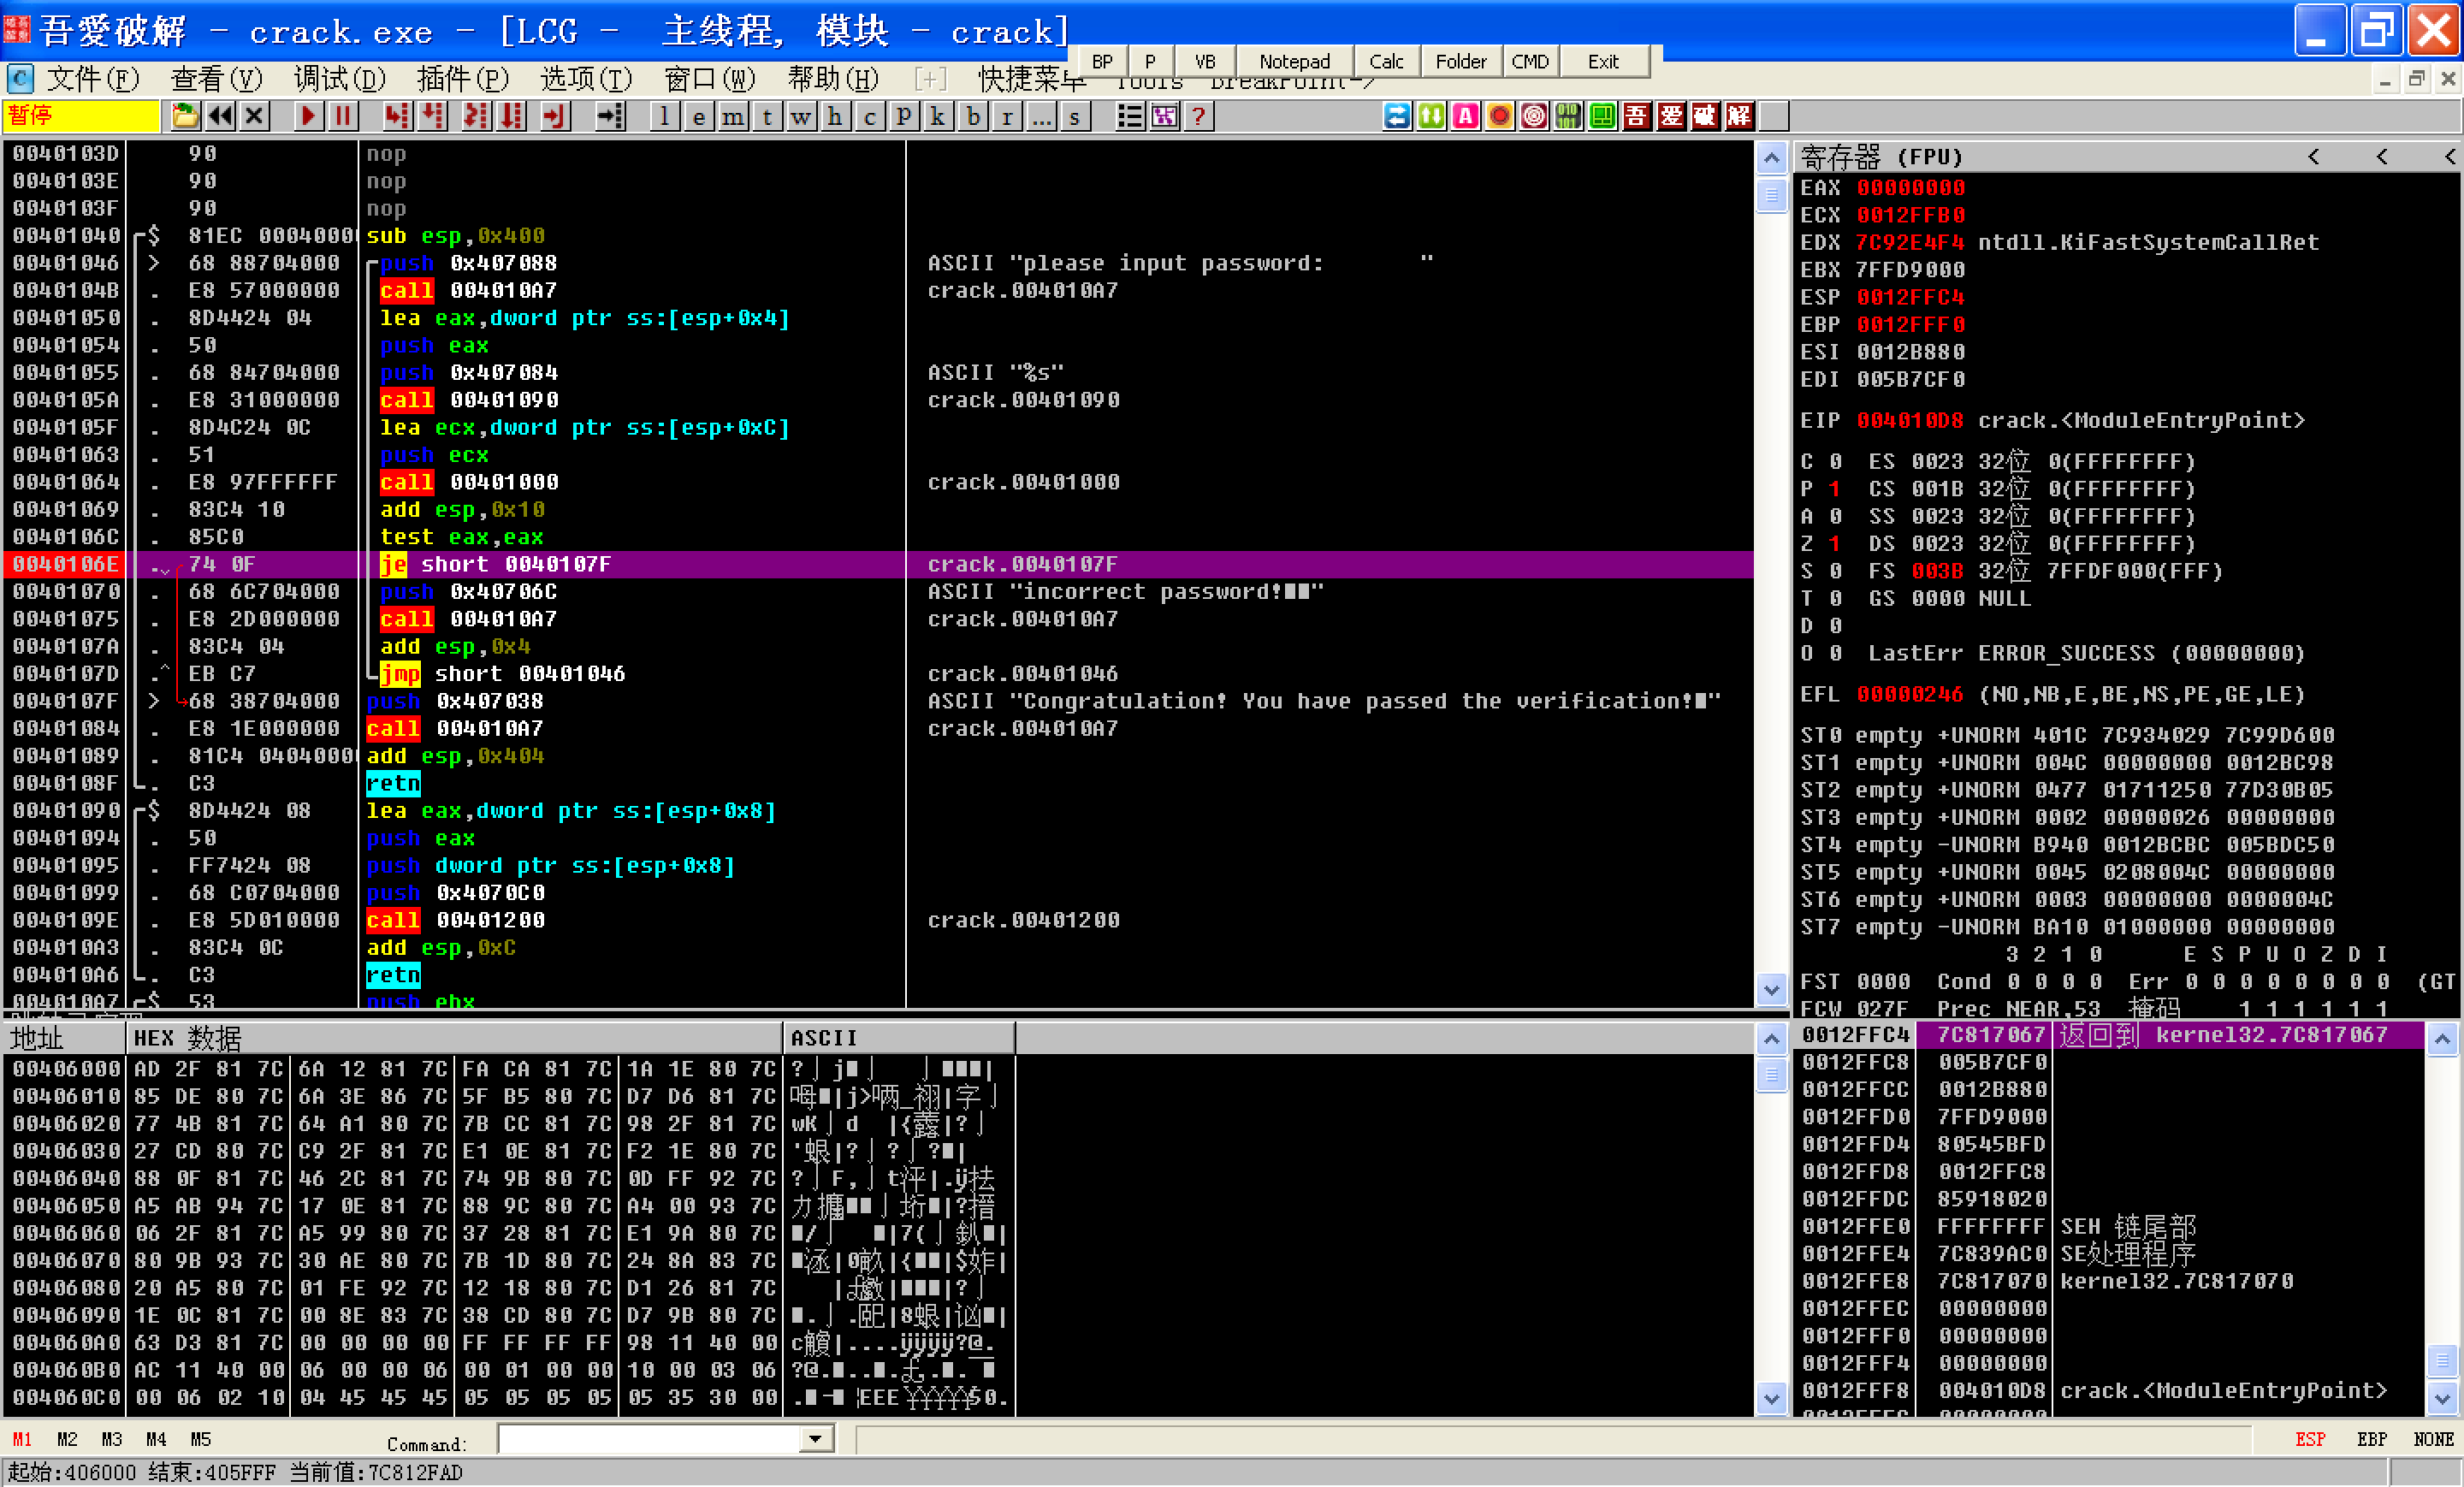 吾愛破解 - crack.exe - [LCG - 主线程, 模块 - crack]
BP P VB Notepad Calc Folder CMD Exit
文件(F) 查看(V) 调试(D) 插件(P) 选项(T) 窗口(W) 帮助(H) [+] 快捷菜单 Tools BreakPoint->
暂停 l e m t w h c p k b r ... s ? 吾 爱 破 解
0040103D 90 nop
0040103E 90 nop
0040103F 90 nop
00401040 $ 81EC 0004000 sub esp,0x400
00401046 > 68 88704000 push 0x407088 ASCII "please input password: "
0040104B . E8 57000000 call 004010A7 crack.004010A7
00401050 . 8D4424 04 lea eax,dword ptr ss:[esp+0x4]
00401054 . 50 push eax
00401055 . 68 84704000 push 0x407084 ASCII "%s"
0040105A . E8 31000000 call 00401090 crack.00401090
0040105F . 8D4C24 0C lea ecx,dword ptr ss:[esp+0xC]
00401063 . 51 push ecx
00401064 . E8 97FFFFFF call 00401000 crack.00401000
00401069 . 83C4 10 add esp,0x10
0040106C . 85C0 test eax,eax
0040106E . 74 0F je short 0040107F crack.0040107F
00401070 . 68 6C704000 push 0x40706C ASCII "incorrect password!"
00401075 . E8 2D000000 call 004010A7 crack.004010A7
0040107A . 83C4 04 add esp,0x4
0040107D .^ EB C7 jmp short 00401046 crack.00401046
0040107F > 68 38704000 push 0x407038 ASCII "Congratulation! You have passed the verification!"
00401084 . E8 1E000000 call 004010A7 crack.004010A7
00401089 . 81C4 0404000 add esp,0x404
0040108F . C3 retn
00401090 $ 8D4424 08 lea eax,dword ptr ss:[esp+0x8]
00401094 . 50 push eax
00401095 . FF7424 08 push dword ptr ss:[esp+0x8]
00401099 . 68 C0704000 push 0x4070C0
0040109E . E8 5D010000 call 00401200 crack.00401200
004010A3 . 83C4 0C add esp,0xC
004010A6 . C3 retn
004010A7 $ 53 push ebx
寄存器 (FPU) < < <
EAX 00000000
ECX 0012FFB0
EDX 7C92E4F4 ntdll.KiFastSystemCallRet
EBX 7FFD9000
ESP 0012FFC4
EBP 0012FFF0
ESI 0012B880
EDI 005B7CF0
EIP 004010D8 crack.<ModuleEntryPoint>
C 0 ES 0023 32位 0(FFFFFFFF)
P 1 CS 001B 32位 0(FFFFFFFF)
A 0 SS 0023 32位 0(FFFFFFFF)
Z 1 DS 0023 32位 0(FFFFFFFF)
S 0 FS 003B 32位 7FFDF000(FFF)
T 0 GS 0000 NULL
D 0
O 0 LastErr ERROR_SUCCESS (00000000)
EFL 00000246 (NO,NB,E,BE,NS,PE,GE,LE)
ST0 empty +UNORM 401C 7C934029 7C99D600
ST1 empty +UNORM 004C 00000000 0012BC98
ST2 empty +UNORM 0477 01711250 77D30B05
ST3 empty +UNORM 0002 00000026 00000000
ST4 empty -UNORM B940 0012BCBC 005BDC50
ST5 empty +UNORM 0045 0208004C 00000000
ST6 empty +UNORM 0003 00000000 0000004C
ST7 empty -UNORM BA10 01000000 00000000
3 2 1 0 E S P U O Z D I
FST 0000 Cond 0 0 0 0 Err 0 0 0 0 0 0 0 0 (GT
FCW 027F Prec NEAR,53 掩码 1 1 1 1 1 1
地址 HEX 数据 ASCII
00406000 AD 2F 81 7C 6A 12 81 7C FA CA 81 7C 1A 1E 80 7C
00406010 85 DE 80 7C 6A 3E 86 7C 5F B5 80 7C D7 D6 81 7C
00406020 77 4B 81 7C 64 A1 80 7C 7B CC 81 7C 98 2F 81 7C
00406030 27 CD 80 7C C9 2F 81 7C E1 0E 81 7C F2 1E 80 7C
00406040 88 0F 81 7C 46 2C 81 7C 74 9B 80 7C 0D FF 92 7C
00406050 A5 AB 94 7C 17 0E 81 7C 88 9C 80 7C A4 00 93 7C
00406060 06 2F 81 7C A5 99 80 7C 37 28 81 7C E1 9A 80 7C
00406070 80 9B 93 7C 30 AE 80 7C 7B 1D 80 7C 24 8A 83 7C
00406080 20 A5 80 7C 01 FE 92 7C 12 18 80 7C D1 26 81 7C
00406090 1E 0C 81 7C 00 8E 83 7C 38 CD 80 7C D7 9B 80 7C
004060A0 63 D3 81 7C 00 00 00 00 FF FF FF FF 98 11 40 00
004060B0 AC 11 40 00 06 00 00 06 00 01 00 00 10 00 03 06
004060C0 00 06 02 10 04 45 45 45 05 05 05 05 05 35 30 00
0012FFC4 7C817067 返回到 kernel32.7C817067
0012FFC8 005B7CF0
0012FFCC 0012B880
0012FFD0 7FFD9000
0012FFD4 80545BFD
0012FFD8 0012FFC8
0012FFDC 85918020
0012FFE0 FFFFFFFF SEH 链尾部
0012FFE4 7C839AC0 SE处理程序
0012FFE8 7C817070 kernel32.7C817070
0012FFEC 00000000
0012FFF0 00000000
0012FFF4 00000000
0012FFF8 004010D8 crack.<ModuleEntryPoint>
0012FFFC 00000000
M1 M2 M3 M4 M5 Command: ESP EBP NONE
起始:406000 结束:405FFF 当前值:7C812FAD